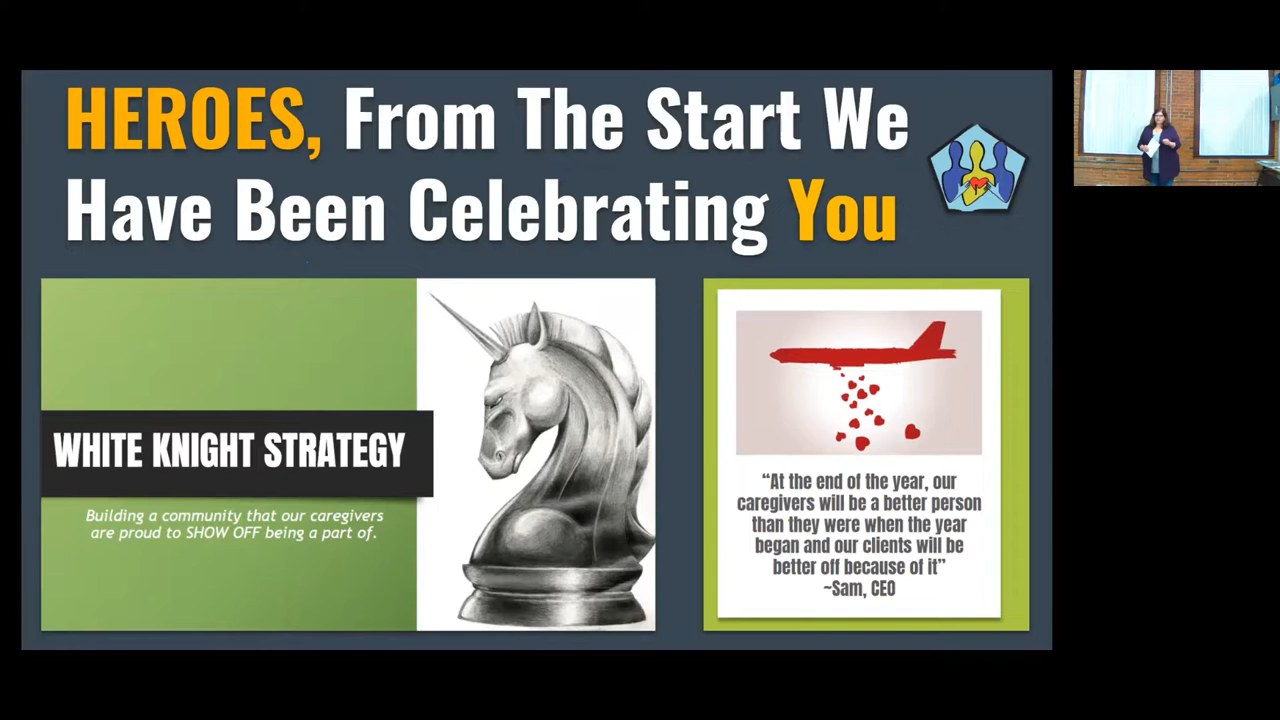 HEROES, From The Start We
Have Been Celebrating You
WHITE KNIGHT STRATEGY
Building a community that our caregivers
are proud to SHOW OFF being a part of.
“At the end of the year, our
caregivers will be a better person
than they were when the year
began and our clients will be
better off because of it”
~Sam, CEO